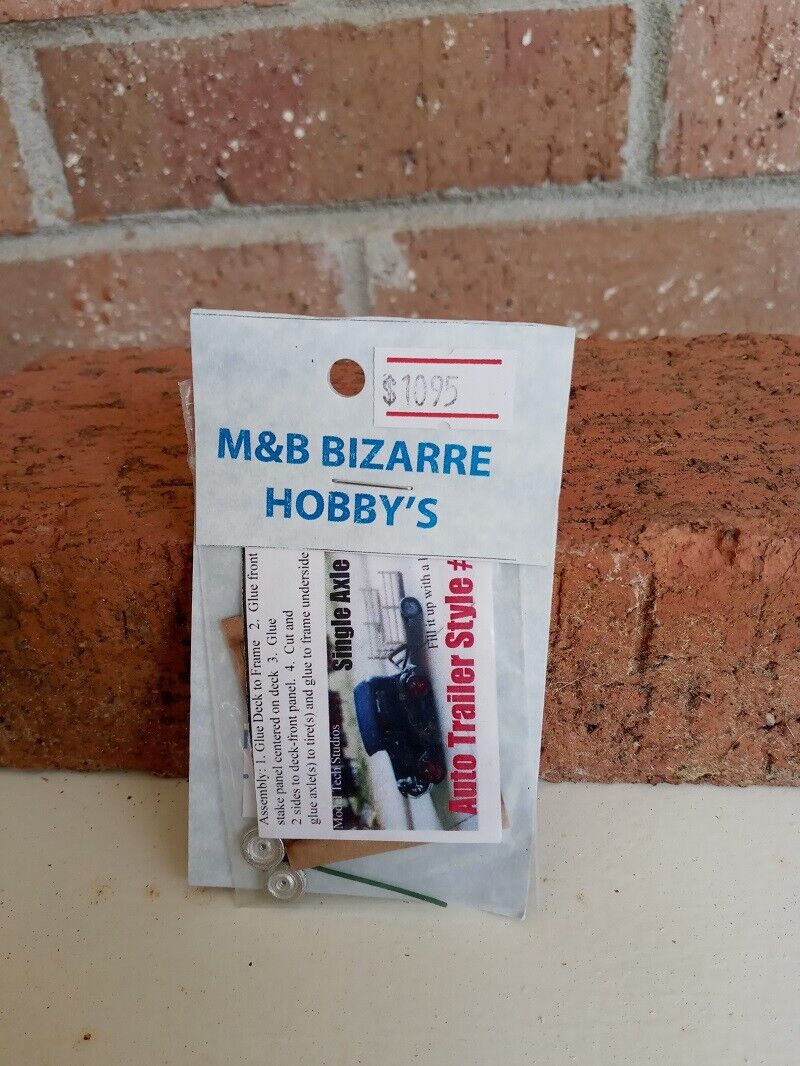 $1095
M&B BIZARRE
HOBBY'S
Assembly: 1. Glue Deck to Frame 2. Glue front
stake panel centered on deck 3. Glue
2 sides to deck-front panel. 4. Cut and
glue axle(s) to tire(s) and glue to frame underside
Model Tech Studios
Single Axle
Fill it up with a
Auto Trailer Style #